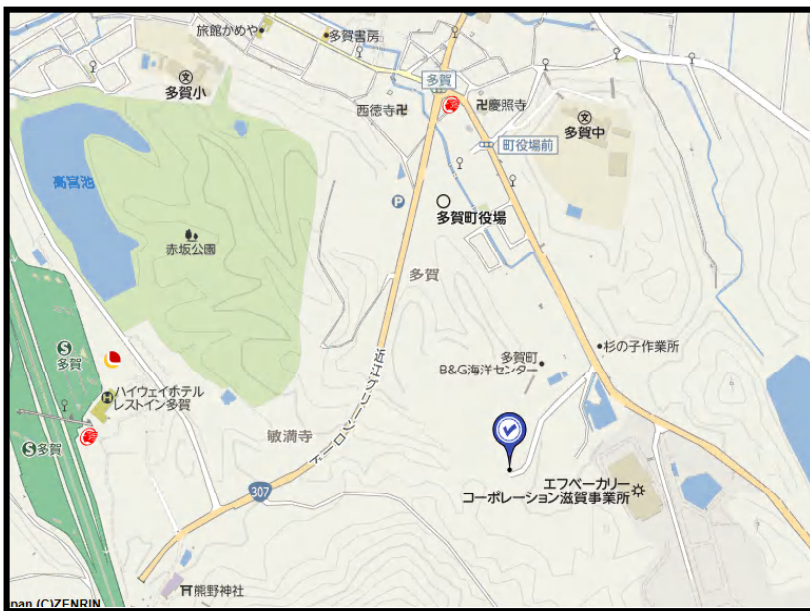 旅館かめや
多賀書房
多賀小
多賀
西徳寺
慶照寺
多賀中
町役場前
高宮池
P
多賀町役場
赤坂公園
多賀
杉の子作業所
S
多賀
多賀町
B&G海洋センター
H
ハイウェイホテル
レストイン多賀
近江グリーンロード
敏満寺
S多賀
エフベーカリー
コーポレーション滋賀事業所
307
熊野神社
pan (C)ZENRIN